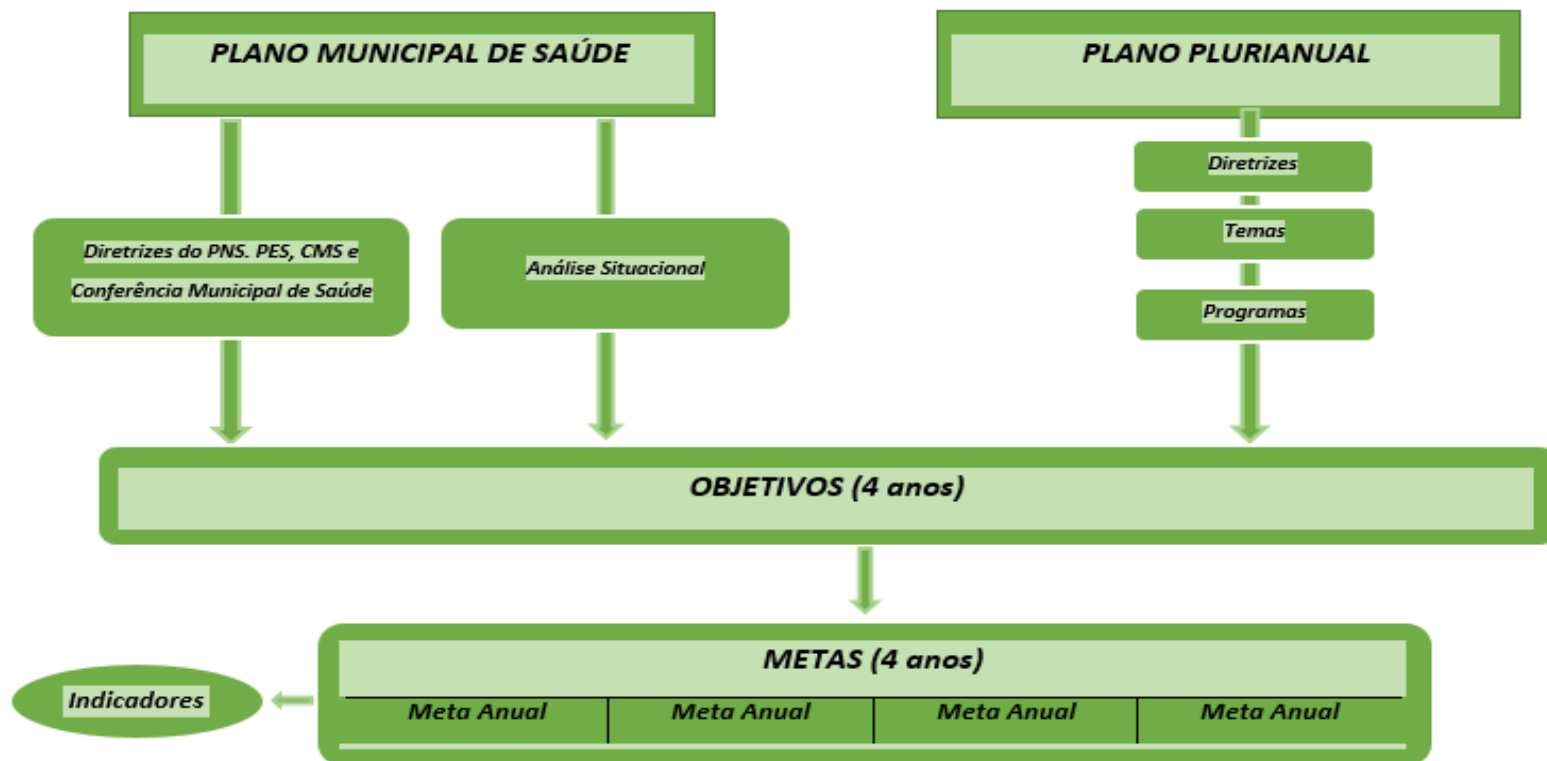 PLANO MUNICIPAL DE SAÚDE
PLANO PLURIANUAL
Diretrizes
Temas
Programas
Diretrizes do PNS. PES, CMS e
Conferência Municipal de Saúde
Análise Situacional
OBJETIVOS (4 anos)
METAS (4 anos)
Meta Anual
Meta Anual
Meta Anual
Meta Anual
Indicadores